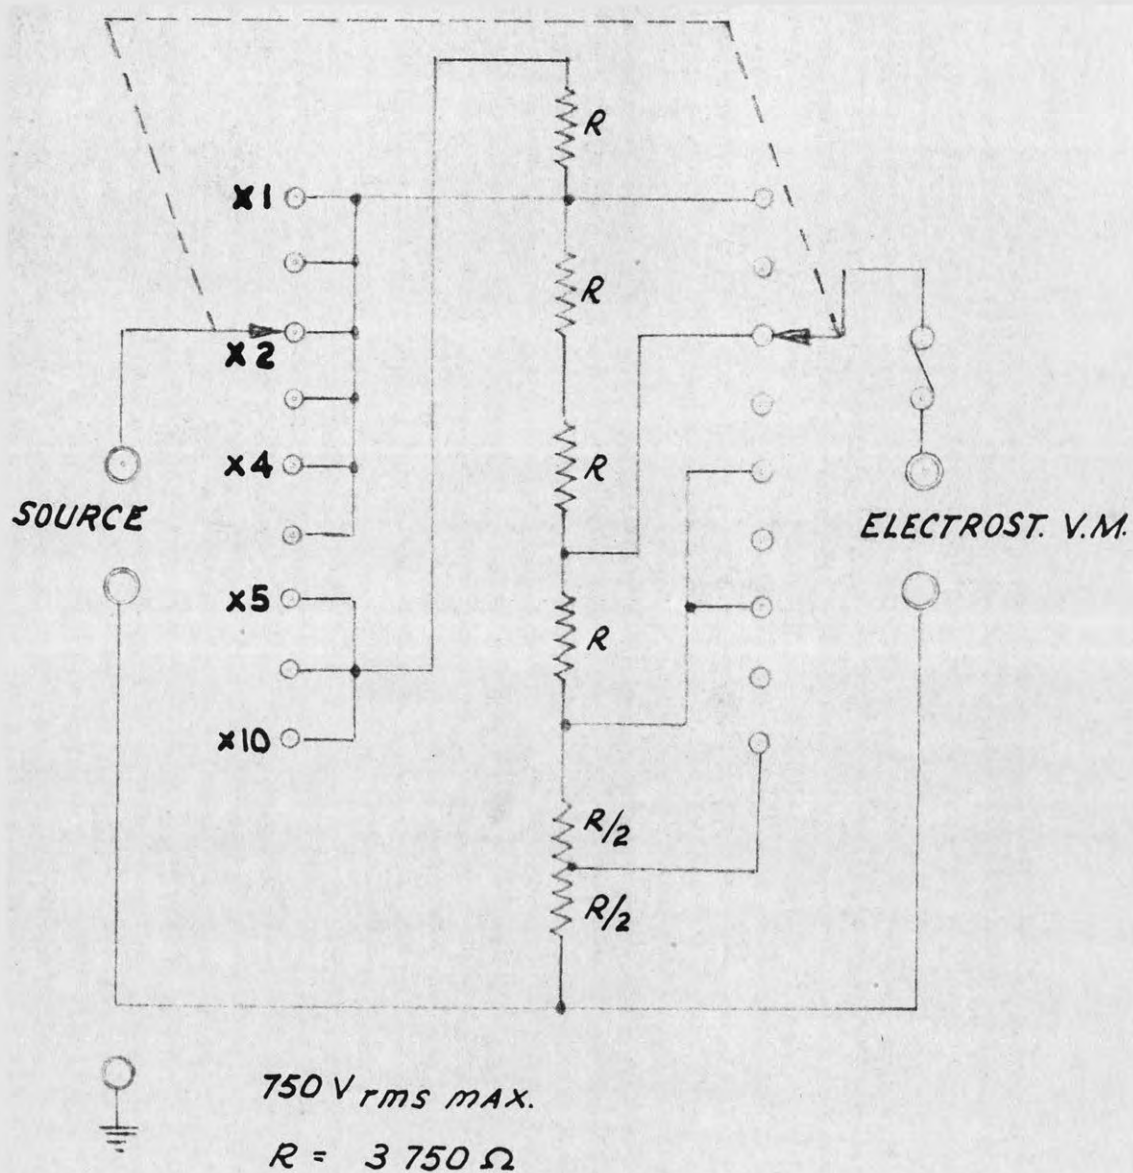 R
X1
R
X2
R
X4
SOURCE
ELECTROST. V.M.
X5
R
X10
R/2
R/2
750 V rms MAX.
R = 3 750 Ω